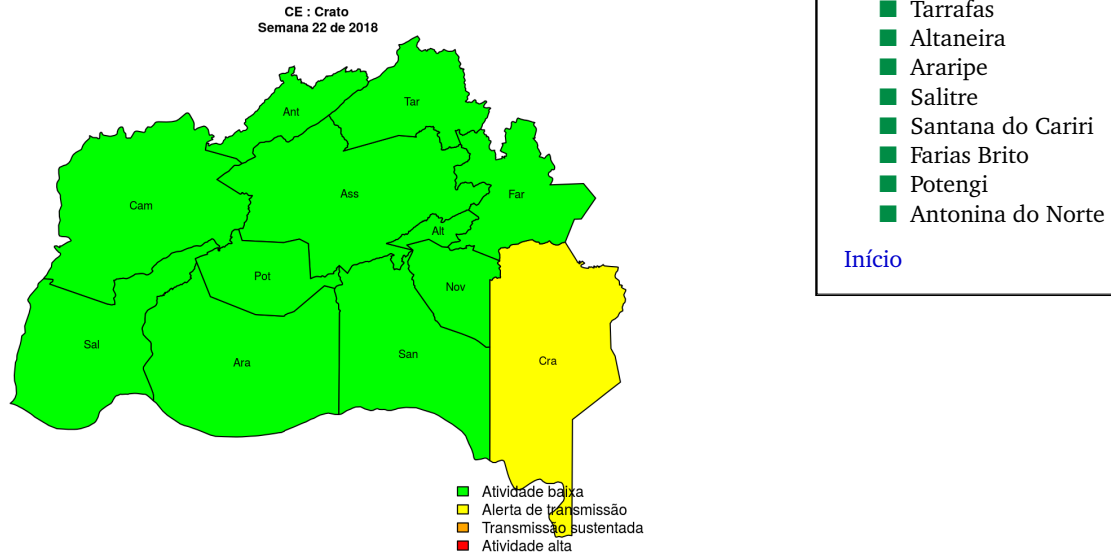 CE : Crato
Semana 22 de 2018
Ant
Tar
Cam
Ass
Far
Alt
Pot
Nov
Sal
Ara
San
Cra
Atividade baixa
Alerta de transmissão
Transmissão sustentada
Atividade alta
Tarrafas
Altaneira
Araripe
Salitre
Santana do Cariri
Farias Brito
Potengi
Antonina do Norte
Início